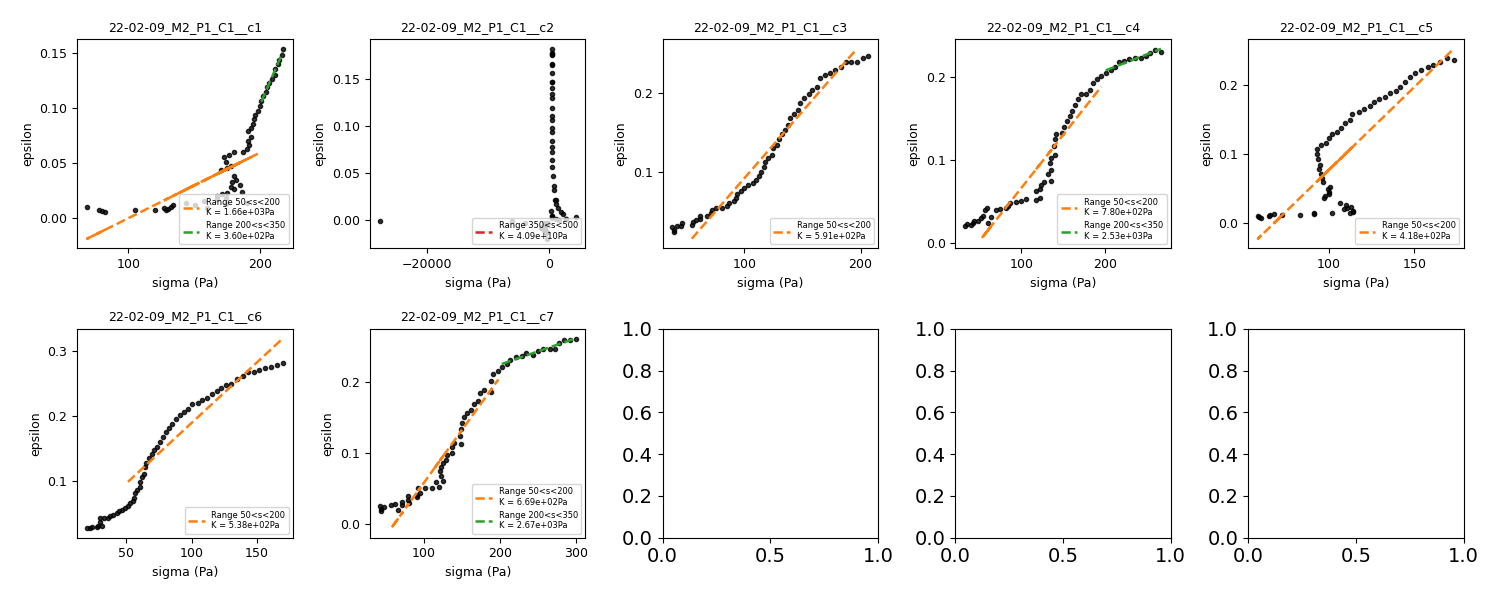 22-02-09_M2_P1_C1__c1
22-02-09_M2_P1_C1__c2
22-02-09_M2_P1_C1__c3
22-02-09_M2_P1_C1__c4
22-02-09_M2_P1_C1__c5
0.15
0.10
0.05
0.00
epsilon
100
200
sigma (Pa)
Range 50<s<200
K = 1.66e+03Pa
Range 200<s<350
K = 3.60e+03Pa
0.15
0.10
0.05
0.00
epsilon
−20000
0
sigma (Pa)
Range 350<s<500
K = 4.09e+10Pa
0.2
0.1
epsilon
100
200
sigma (Pa)
Range 50<s<200
K = 5.91e+02Pa
0.2
0.1
0.0
epsilon
100
200
sigma (Pa)
Range 50<s<200
K = 7.80e+02Pa
Range 200<s<350
K = 2.53e+03Pa
0.2
0.1
0.0
epsilon
100
150
sigma (Pa)
Range 50<s<200
K = 4.18e+02Pa
22-02-09_M2_P1_C1__c6
22-02-09_M2_P1_C1__c7
0.3
0.2
0.1
epsilon
50
100
150
sigma (Pa)
Range 50<s<200
K = 5.38e+02Pa
0.2
0.1
0.0
epsilon
100
200
300
sigma (Pa)
Range 50<s<200
K = 6.69e+02Pa
Range 200<s<350
K = 2.67e+03Pa
1.0
0.8
0.6
0.4
0.2
0.0
0.0
0.5
1.0
1.0
0.8
0.6
0.4
0.2
0.0
0.0
0.5
1.0
1.0
0.8
0.6
0.4
0.2
0.0
0.0
0.5
1.0